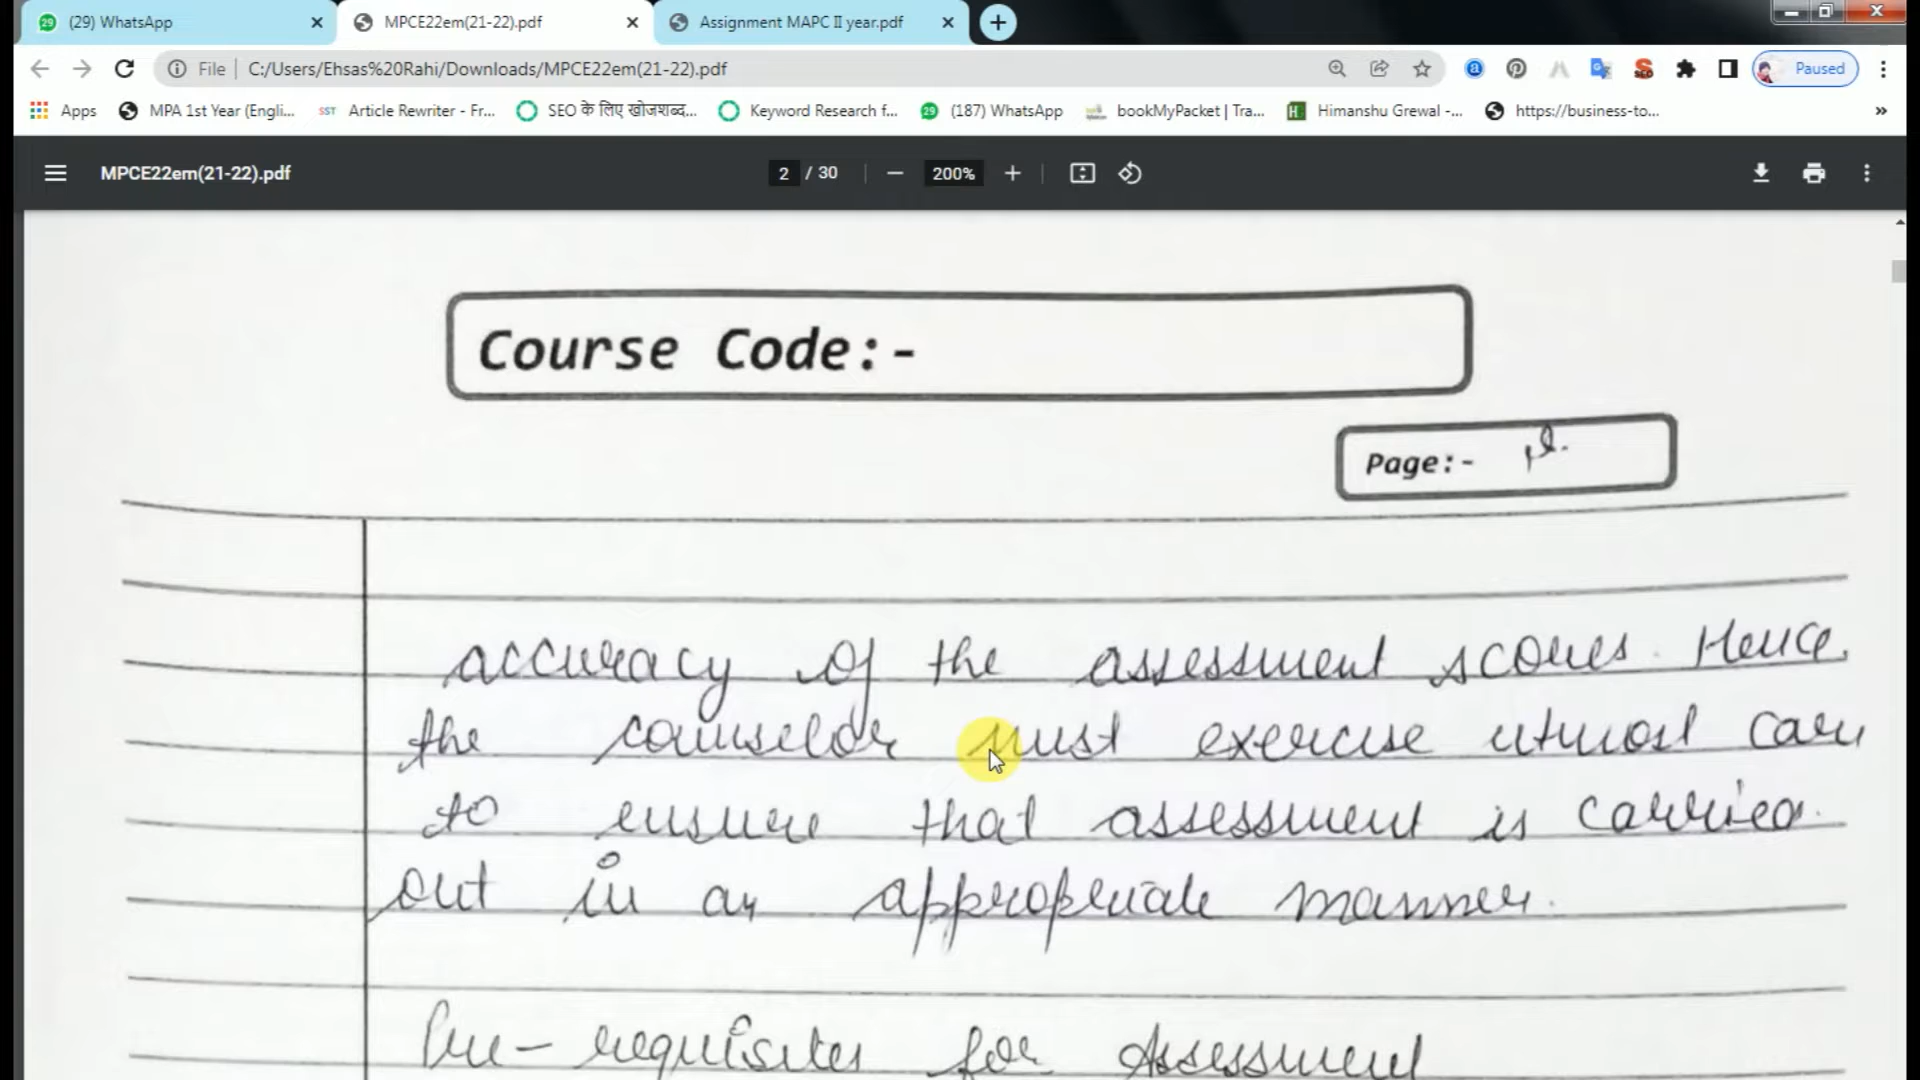 (29) WhatsApp
MPCE22em(21-22).pdf
Assignment MAPC II year.pdf
File C:/Users/Ehsas%20Rahi/Downloads/MPCE22em(21-22).pdf
Paused
Apps MPA 1st Year (Engli... SST Article Rewriter - Fr... SEO के लिए खोजशब्द... Keyword Research f... 29 (187) WhatsApp bookMyPacket | Tra... Himanshu Grewal -... https://business-to... »
MPCE22em(21-22).pdf 2 / 30 200%
Course Code:-
Page:-
accuracy of the assessment scores. Hence,
the counselor must exercise utmost care
to ensure that assessment is carried
out in an appropriate manner.
Pre-requisites for Assessment